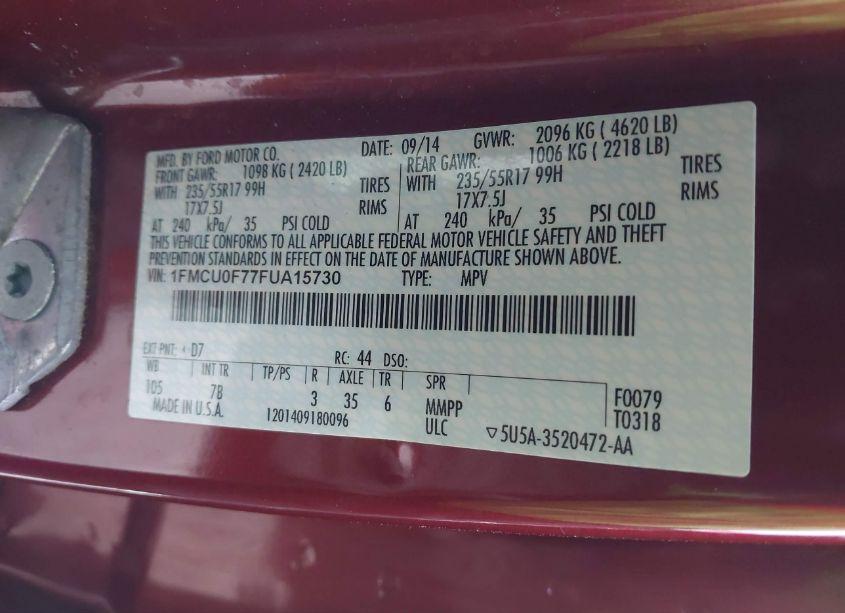 MFD. BY FORD MOTOR CO. DATE: 09/14 GVWR: 2096 KG ( 4620 LB)
FRONT GAWR: 1098 KG ( 2420 LB) REAR GAWR: 1006 KG ( 2218 LB)
WITH 235/55R17 99H TIRES WITH 235/55R17 99H TIRES
17X7.5J RIMS 17X7.5J RIMS
AT 240 kPa/ 35 PSI COLD AT 240 kPa/ 35 PSI COLD
THIS VEHICLE CONFORMS TO ALL APPLICABLE FEDERAL MOTOR VEHICLE SAFETY AND THEFT
PREVENTION STANDARDS IN EFFECT ON THE DATE OF MANUFACTURE SHOWN ABOVE.
VIN: 1FMCU0F77FUA15730 TYPE: MPV
EXT PNT: D7 RC: 44 DSO:
WB INT TR TP/PS R AXLE TR SPR
105 7B 3 35 6 MMPP F0079
MADE IN U.S.A. 1201409180096 ULC ▽5U5A-3520472-AA T0318